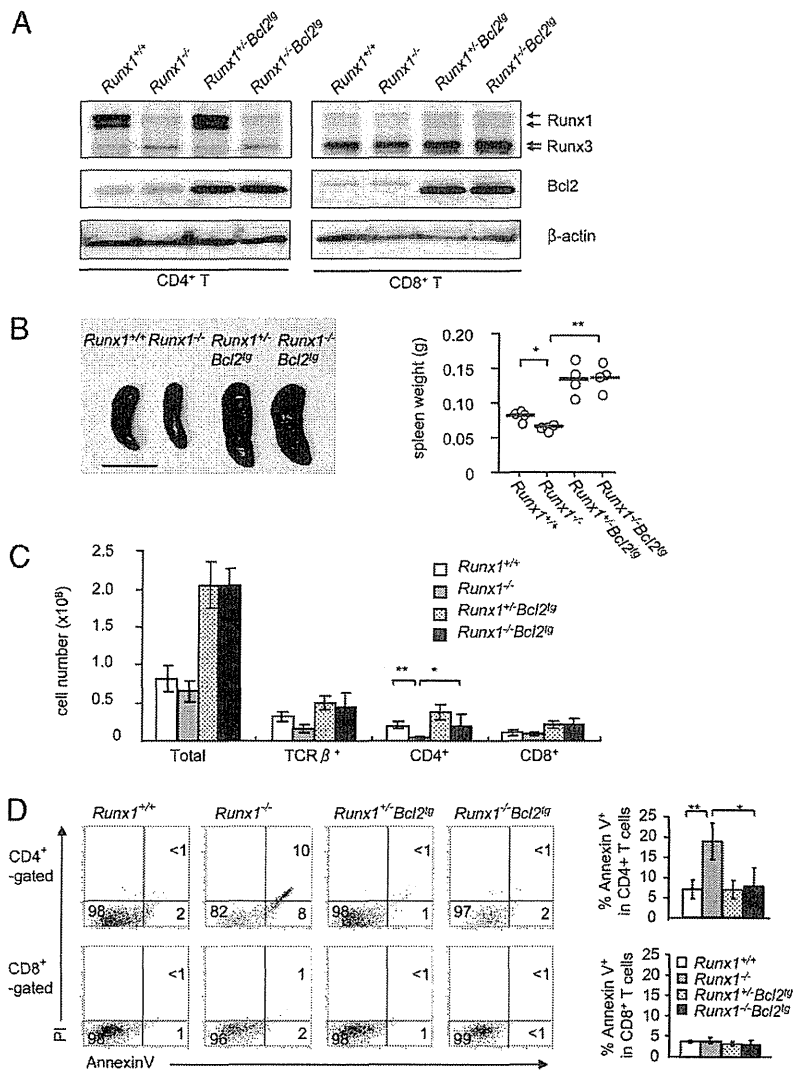 A
Runx1+/+
Runx1-/-
Runx1+/-Bcl2tg
Runx1-/-Bcl2tg
Runx1+/+
Runx1-/-
Runx1+/-Bcl2tg
Runx1-/-Bcl2tg
Runx1
Runx3
Bcl2
β-actin
CD4+ T
CD8+ T
B
Runx1+/+ Runx1-/- Runx1+/- Runx1-/-
Bcl2tg Bcl2tg
spleen weight (g)
0.20
0.15
0.10
0.05
0
*
**
Runx1+/+
Runx1-/-
Runx1+/-Bcl2tg
Runx1-/-Bcl2tg
C
cell number (x10⁸)
2.5
2.0
1.5
1.0
0.5
0
Runx1+/+
Runx1-/-
Runx1+/-Bcl2tg
Runx1-/-Bcl2tg
** *
Total TCRβ+ CD4+ CD8+
D
Runx1+/+ Runx1-/- Runx1+/-Bcl2tg Runx1-/-Bcl2tg
CD4+
-gated
<1 10 <1 <1
98 2 82 8 98 1 97 2
CD8+
-gated
<1 1 <1 <1
98 1 96 2 98 1 99 <1
PI
AnnexinV
% Annexin V+
in CD4+ T cells
25
20
15
10
5
0
** *
% Annexin V+
in CD8+ T cells
25
20
15
10
5
0
Runx1+/+
Runx1-/-
Runx1+/-Bcl2tg
Runx1-/-Bcl2tg